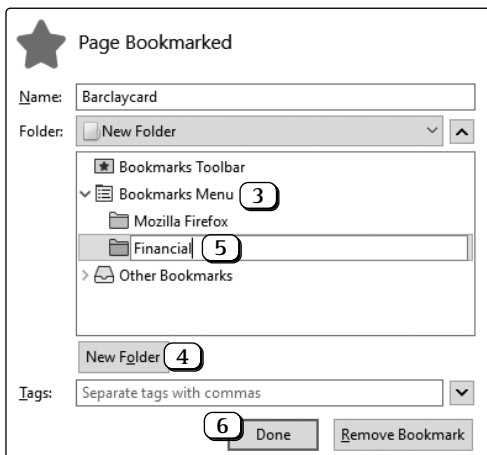 Page Bookmarked
Name: Barclaycard
Folder: New Folder
Bookmarks Toolbar
Bookmarks Menu 3
Mozilla Firefox
Financial 5
Other Bookmarks
New Folder 4
Tags: Separate tags with commas
6 Done Remove Bookmark